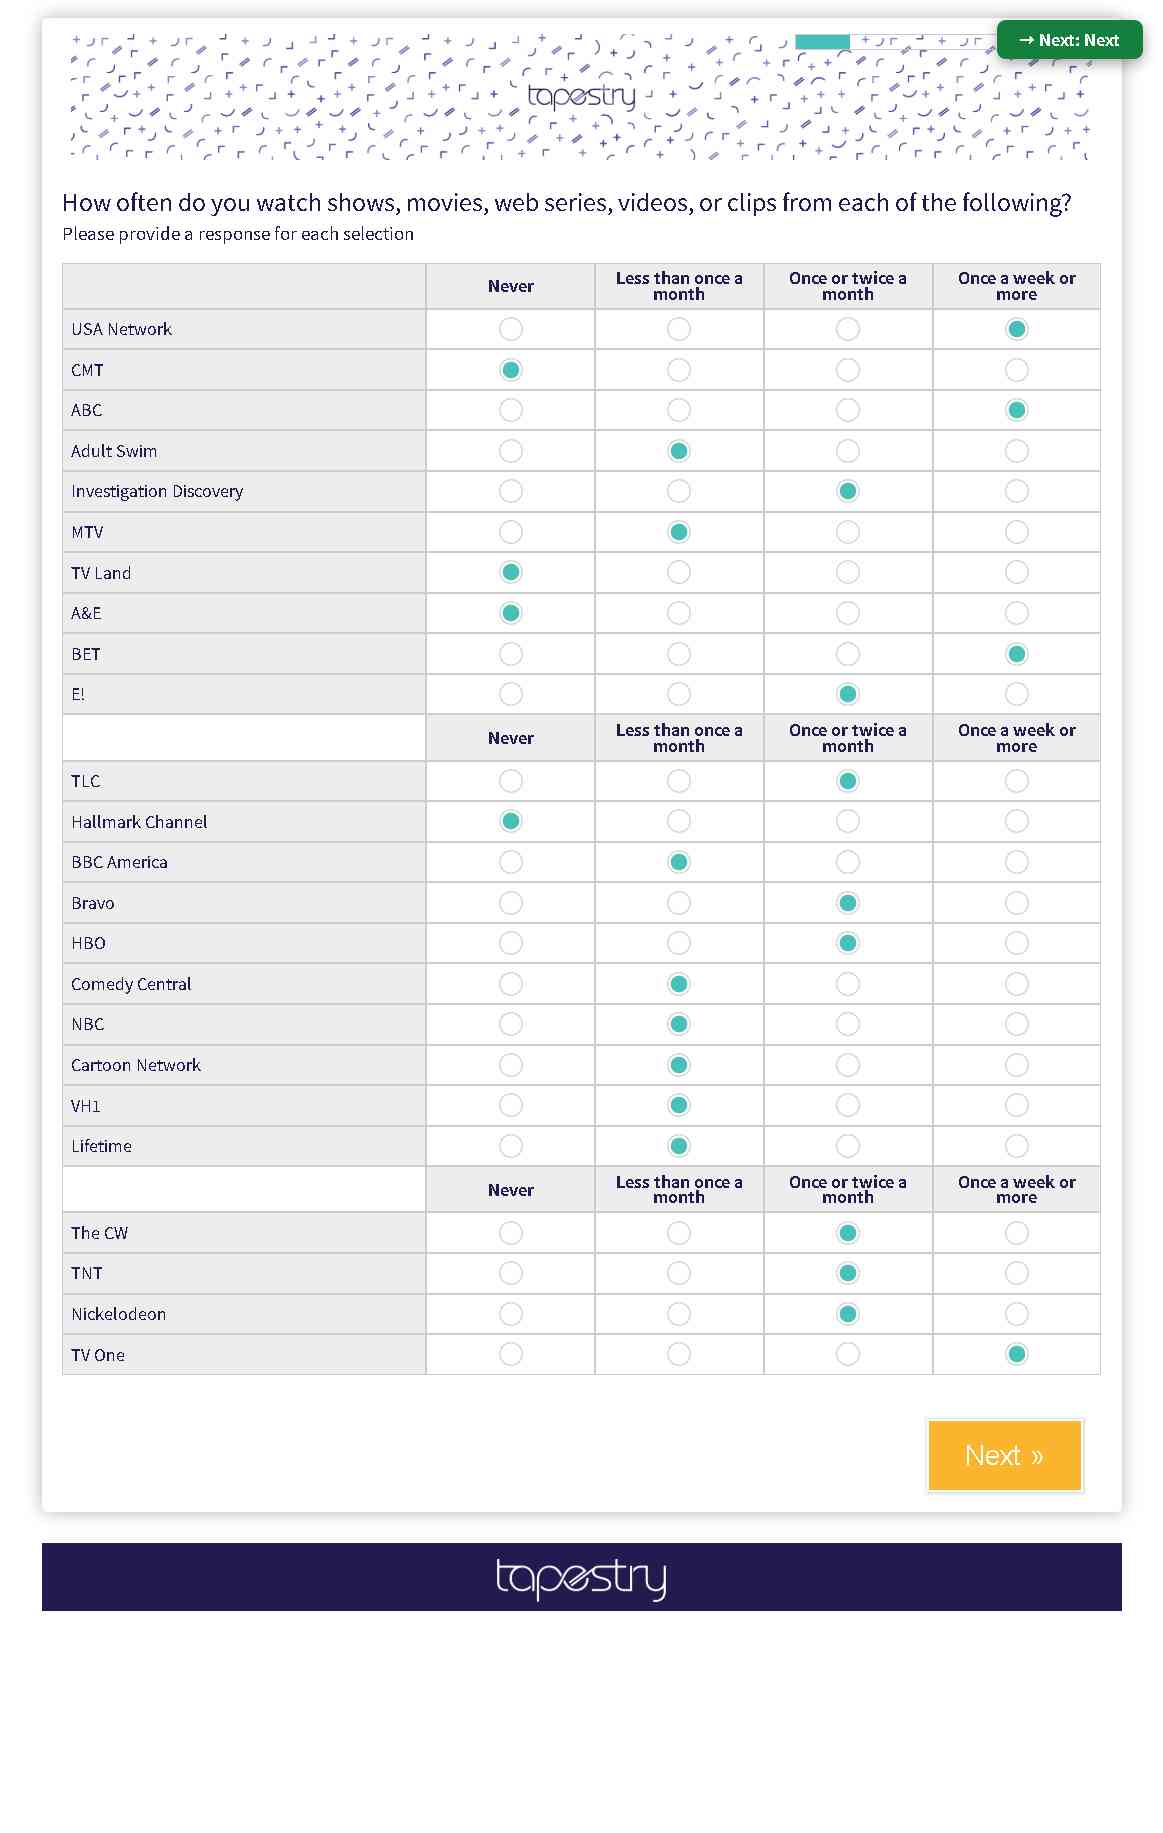 → Next: Next
tapestry
How often do you watch shows, movies, web series, videos, or clips from each of the following?
Please provide a response for each selection
Never
Less than once a month
Once or twice a month
Once a week or more
USA Network
CMT
ABC
Adult Swim
Investigation Discovery
MTV
TV Land
A&E
BET
E!
Never
Less than once a month
Once or twice a month
Once a week or more
TLC
Hallmark Channel
BBC America
Bravo
HBO
Comedy Central
NBC
Cartoon Network
VH1
Lifetime
Never
Less than once a month
Once or twice a month
Once a week or more
The CW
TNT
Nickelodeon
TV One
Next »
tapestry